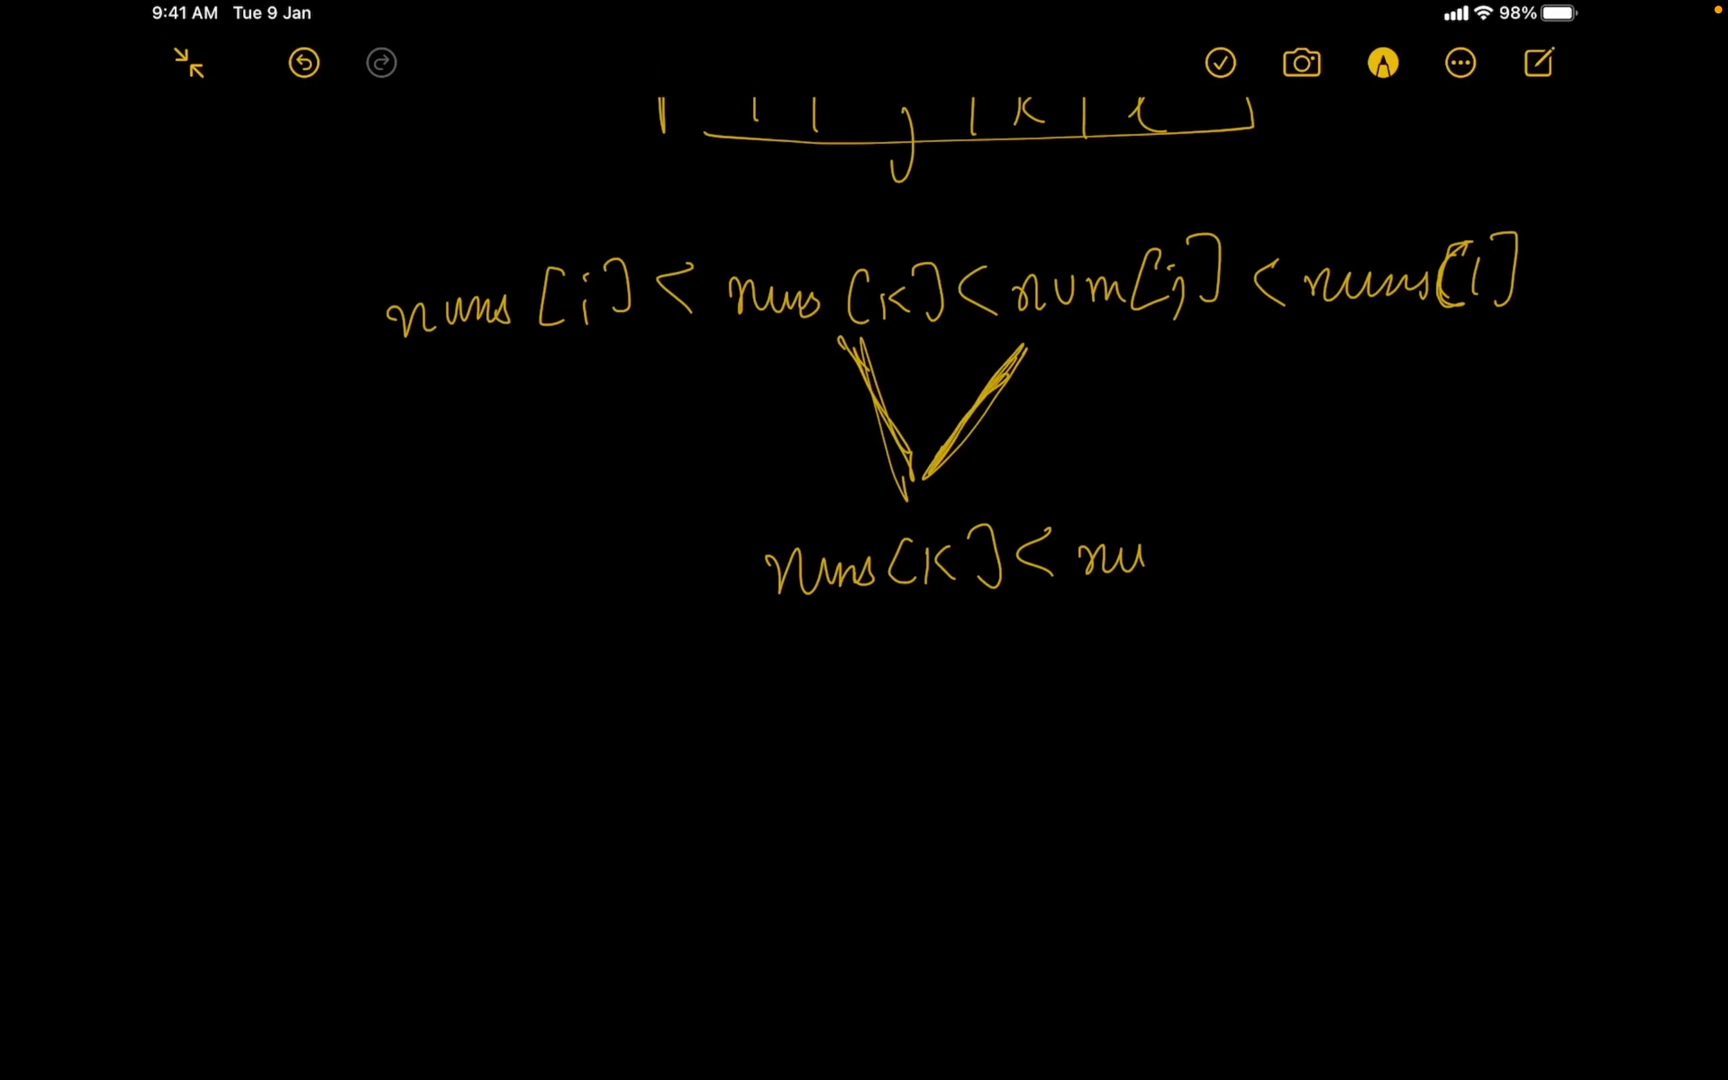 9:41 AM Tue 9 Jan 98%
i j k l
nums [i] < nums [k] < num[j] < nums[l]
nums [k] < nu